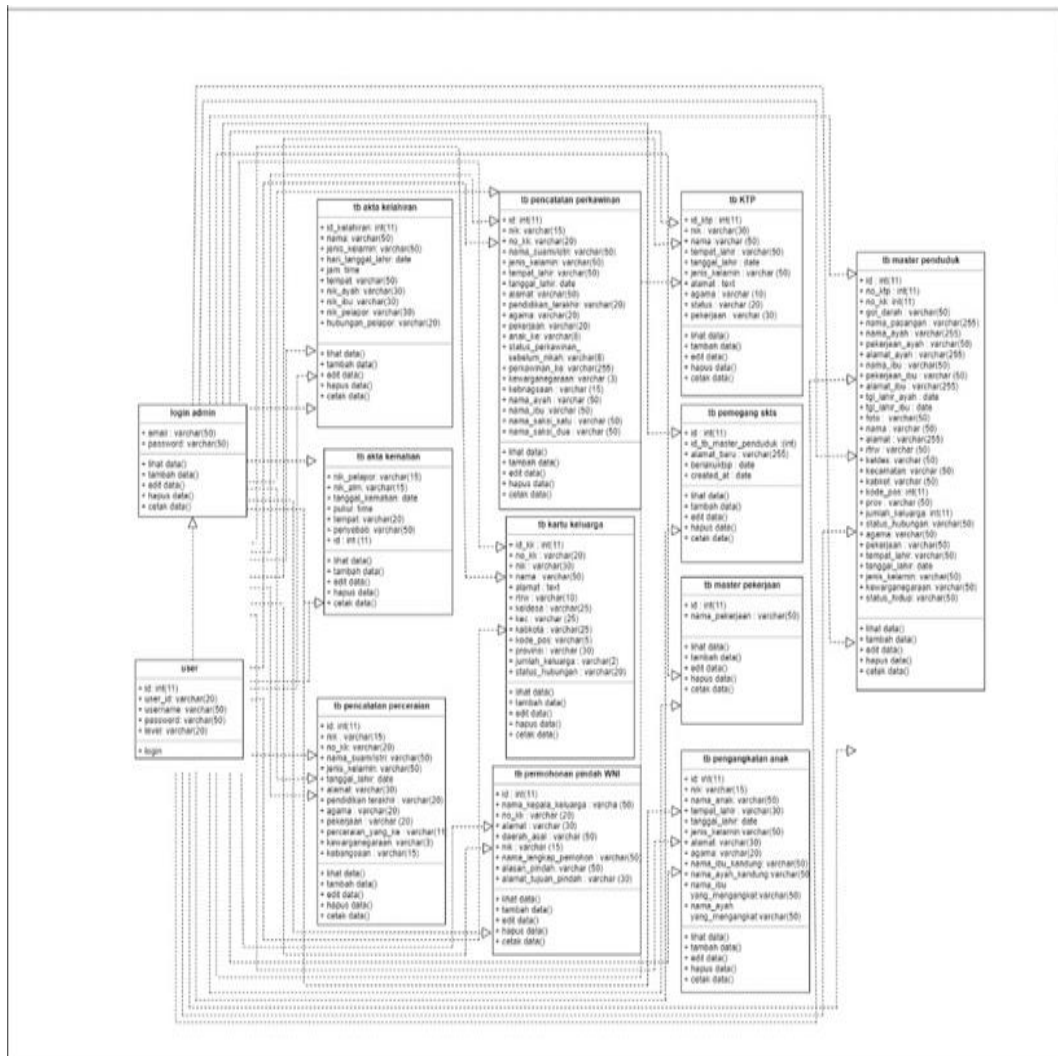 tb akta kelahiran
+ id_kelahiran: int(11)
+ nama: varchar(50)
+ jenis_kelamin: varchar(50)
+ hari_tanggal_lahir: date
+ jam: time
+ tempat: varchar(50)
+ nik_ayah: varchar(30)
+ nik_ibu: varchar(30)
+ nik_pelapor: varchar(30)
+ hubungan_pelapor: varchar(20)
+ lihat data()
+ tambah data()
+ edit data()
+ hapus data()
+ cetak data()
tb pencatatan perkawinan
+ id: int(11)
+ nik: varchar(15)
+ no_kk: varchar(20)
+ nama_suami/istri: varchar(50)
+ jenis_kelamin: varchar(50)
+ tempat_lahir: varchar(50)
+ tanggal_lahir: date
+ alamat: varchar(50)
+ pendidikan_terakhir: varchar(20)
+ agama: varchar(20)
+ pekerjaan: varchar(20)
+ anak_ke: varchar(8)
+ status_perkawinan_
sebelum_nikah: varchar(8)
+ perkawinan_ke: varchar(255)
+ kewarganegaraan: varchar (3)
+ kebnagsaan: varchar (15)
+ nama_ayah: varchar (50)
+ nama_ibu: varchar (50)
+ nama_saksi_satu: varchar (50)
+ nama_saksi_dua: varchar (50)
+ lihat data()
+ tambah data()
+ edit data()
+ hapus data()
+ cetak data()
tb KTP
+ id_ktp : int(11)
+ nik : varchar(30)
+ nama: varchar (50)
+ tempat_lahir : varchar(50)
+ tanggal_lahir : date
+ jenis_kelamin : varchar (50)
+ alamat : text
+ agama : varchar (10)
+ status : varchar (20)
+ pekerjaan : varchar (30)
+ lihat data()
+ tambah data()
+ edit data()
+ hapus data()
+ cetak data()
tb master penduduk
+ id : int(11)
+ no_ktp : int(11)
+ no_kk: int(11)
+ gol_darah : varchar(50)
+ nama_pasangan : varchar(255)
+ nama_ayah : varchar(255)
+ pekerjaan_ayah : varchar(50)
+ alamat_ayah : varchar(255)
+ nama_ibu : varchar(50)
+ pekerjaan_ibu : varchar (50)
+ alamat_ibu : varchar(255)
+ tgl_lahir_ayah : date
+ tgl_lahir_ibu : date
+ foto : varchar (50)
+ nama : varchar (50)
+ alamat : varchar(255)
+ rtrw : varchar (50)
+ keldes : varchar (50)
+ kecamatan : varchar (50)
+ kabkot : varchar (50)
+ kode_pos : int(11)
+ prov : varchar (50)
+ jumlah_keluarga : int(11)
+ status_hubungan : varchar(50)
+ agama: varchar(50)
+ pekerjaan : varchar(50)
+ tempat_lahir : varchar(50)
+ tanggal_lahir : date
+ jenis_kelamin : varchar(50)
+ kewarganegaraan : varchar(50)
+ status_hidup : varchar(50)
+ lihat data()
+ tambah data()
+ edit data()
+ hapus data()
+ cetak data()
login admin
+ email : varchar(50)
+ password: varchar(50)
+ lihat data()
+ tambah data()
+ edit data()
+ hapus data()
+ cetak data()
tb akta kematian
+ nik_pelapor: varchar(15)
+ nik_alm : varchar(15)
+ tanggal_kematian : date
+ pukul : time
+ tempat: varchar(20)
+ penyebab: varchar(50)
+ id : int (11)
+ lihat data()
+ tambah data()
+ edit data()
+ hapus data()
+ cetak data()
tb pemegang skts
+ id : int(11)
+ id_tb_master_penduduk : (int)
+ alamat_baru : varchar(255)
+ berlakuktp : date
+ created_at : date
+ lihat data()
+ tambah data()
+ edit data()
+ hapus data()
+ cetak data()
tb kartu keluarga
+ id_kk : int(11)
+ no_kk : varchar(20)
+ nik : varchar(30)
+ nama : varchar(50)
+ alamat : text
+ rtrw : varchar(10)
+ keldesa : varchar(25)
+ kec : varchar (25)
+ kabkota : varchar(25)
+ kode_pos : varchar(5)
+ provinsi : varchar (30)
+ jumlah_keluarga : varchar(2)
+ status_hubungan : varchar(20)
+ lihat data()
+ tambah data()
+ edit data()
+ hapus data()
+ cetak data()
tb master pekerjaan
+ id : int(11)
+ nama_pekerjaan : varchar(50)
+ lihat data()
+ tambah data()
+ edit data()
+ hapus data()
+ cetak data()
user
+ id: int(11)
+ user_id: varchar(20)
+ username: varchar(50)
+ password: varchar(50)
+ level: varchar(20)
+ login
tb pencatatan perceraian
+ id: int(11)
+ nik : varchar(15)
+ no_kk: varchar(20)
+ nama_suami/istri: varchar(50)
+ jenis_kelamin: varchar(50)
+ tanggal_lahir: date
+ alamat: varchar(30)
+ pendidikan terakhir : varchar(20)
+ agama : varchar(20)
+ pekerjaan : varchar (20)
+ perceraian_yang_ke : varchar(11
+ kewarganegaraan : varchar(3)
+ kebangsaan : varchar(15)
+ lihat data()
+ tambah data()
+ edit data()
+ hapus data()
+ cetak data()
tb permohonan pindah WNI
+ id : int(11)
+ nama_kepala_keluarga : varcha (50)
+ no_kk : varchar (20)
+ alamat : varchar (30)
+ daerah_asal : varchar (50)
+ nik : varchar (15)
+ nama_lengkap_pemohon : varchar(50)
+ alasan_pindah : varchar (50)
+ alamat_tujuan_pindah : varchar (30)
+ lihat data()
+ tambah data()
+ edit data()
+ hapus data()
+ cetak data()
tb pengangkatan anak
+ id: int(11)
+ nik: varchar(15)
+ nama_anak: varchar(50)
+ tempat_lahir: varchar(30)
+ tanggal_lahir: date
+ jenis_kelamin varchar(50)
+ alamat: varchar(30)
+ agama: varchar(20)
+ nama_ibu_kandung: varchar(50)
+ nama_ayah_kandung:varchar(50
+ nama_ibu
yang_mengangkat:varchar(50)
+ nama_ayah
yang_mengangkat:varchar(50)
+ lihat data()
+ tambah data()
+ edit data()
+ hapus data()
+ cetak data()